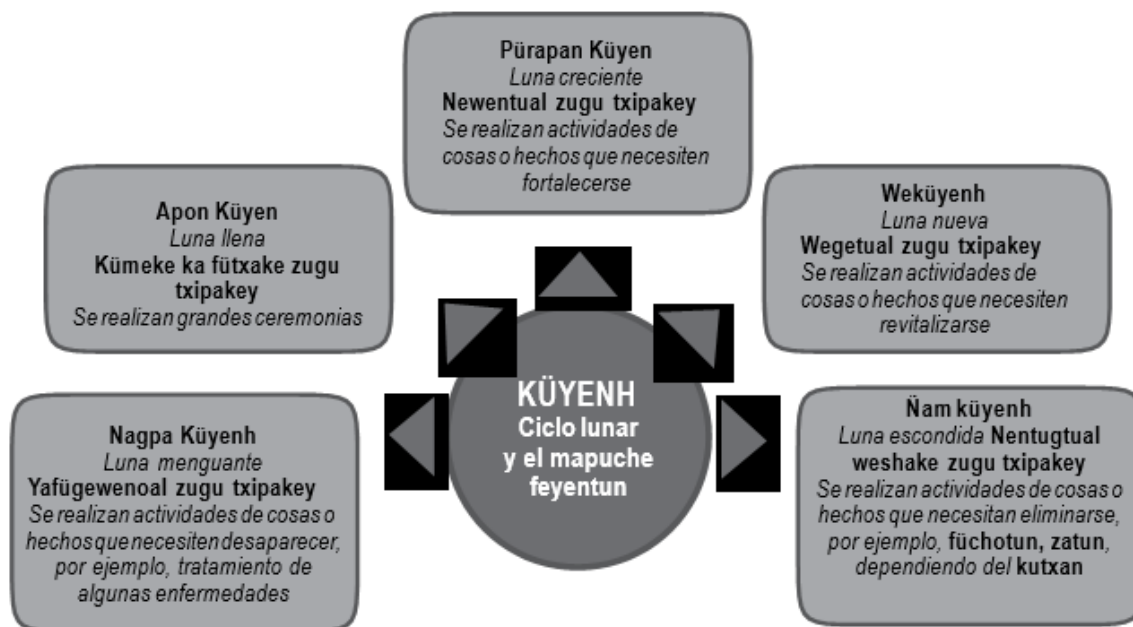 Pürapan Küyen
Luna creciente
Newentual zugu txipakey
Se realizan actividades de
cosas o hechos que necesiten
fortalecerse
Apon Küyen
Luna llena
Kümeke ka fütxake zugu
txipakey
Se realizan grandes ceremonias
Weküyenh
Luna nueva
Wegetual zugu txipakey
Se realizan actividades de
cosas o hechos que necesiten
revitalizarse
Nagpa Küyenh
Luna menguante
Yafügewenoal zugu txipakey
Se realizan actividades de cosas o
hechos que necesiten desaparecer,
por ejemplo, tratamiento de
algunas enfermedades
KÜYENH
Ciclo lunar
y el mapuche
feyentun
Ñam küyenh
Luna escondida Nentugtual
weshake zugu txipakey
Se realizan actividades de cosas o
hechos que necesitan eliminarse,
por ejemplo, füchotun, zatun,
dependiendo del kutxan